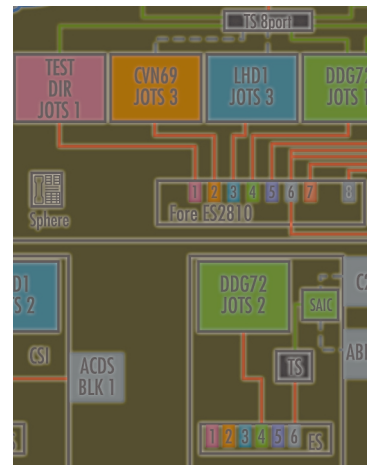 TS 8port
TEST
DIR
JOTS 1
CVN69
JOTS 3
LHD1
JOTS 3
DDG72
JOTS 1
1 2 3 4 5 6 7 8
Fore ES2810
Sphere
JOTS 2
DDG72
JOTS 2
SAIC
CSI
ACDS
BLK 1
TS
1 2 3 4 5 6 ES